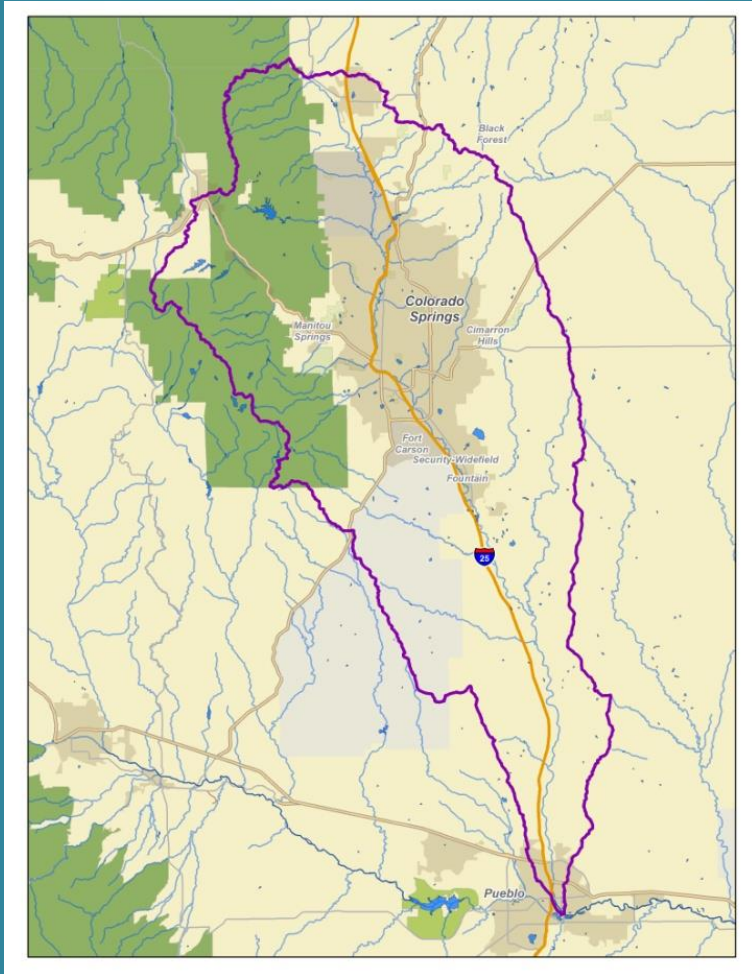 Black
Forest
Colorado
Springs
Manitou
Springs
Cimarron
Hills
Fort
Carson
Security-Widefield
Fountain
25
Pueblo